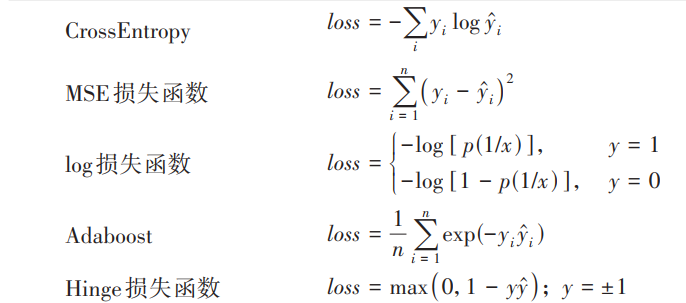 CrossEntropy loss = -∑_i y_i log ŷ_i
MSE损失函数 loss = ∑_{i=1}^{n} (y_i - ŷ_i)^2
log损失函数 loss = { -log[p(1/x)], y = 1
-log[1 - p(1/x)], y = 0
Adaboost loss = 1/n ∑_{i=1}^{n} exp(-y_i ŷ_i)
Hinge损失函数 loss = max(0, 1 - yŷ); y = ±1